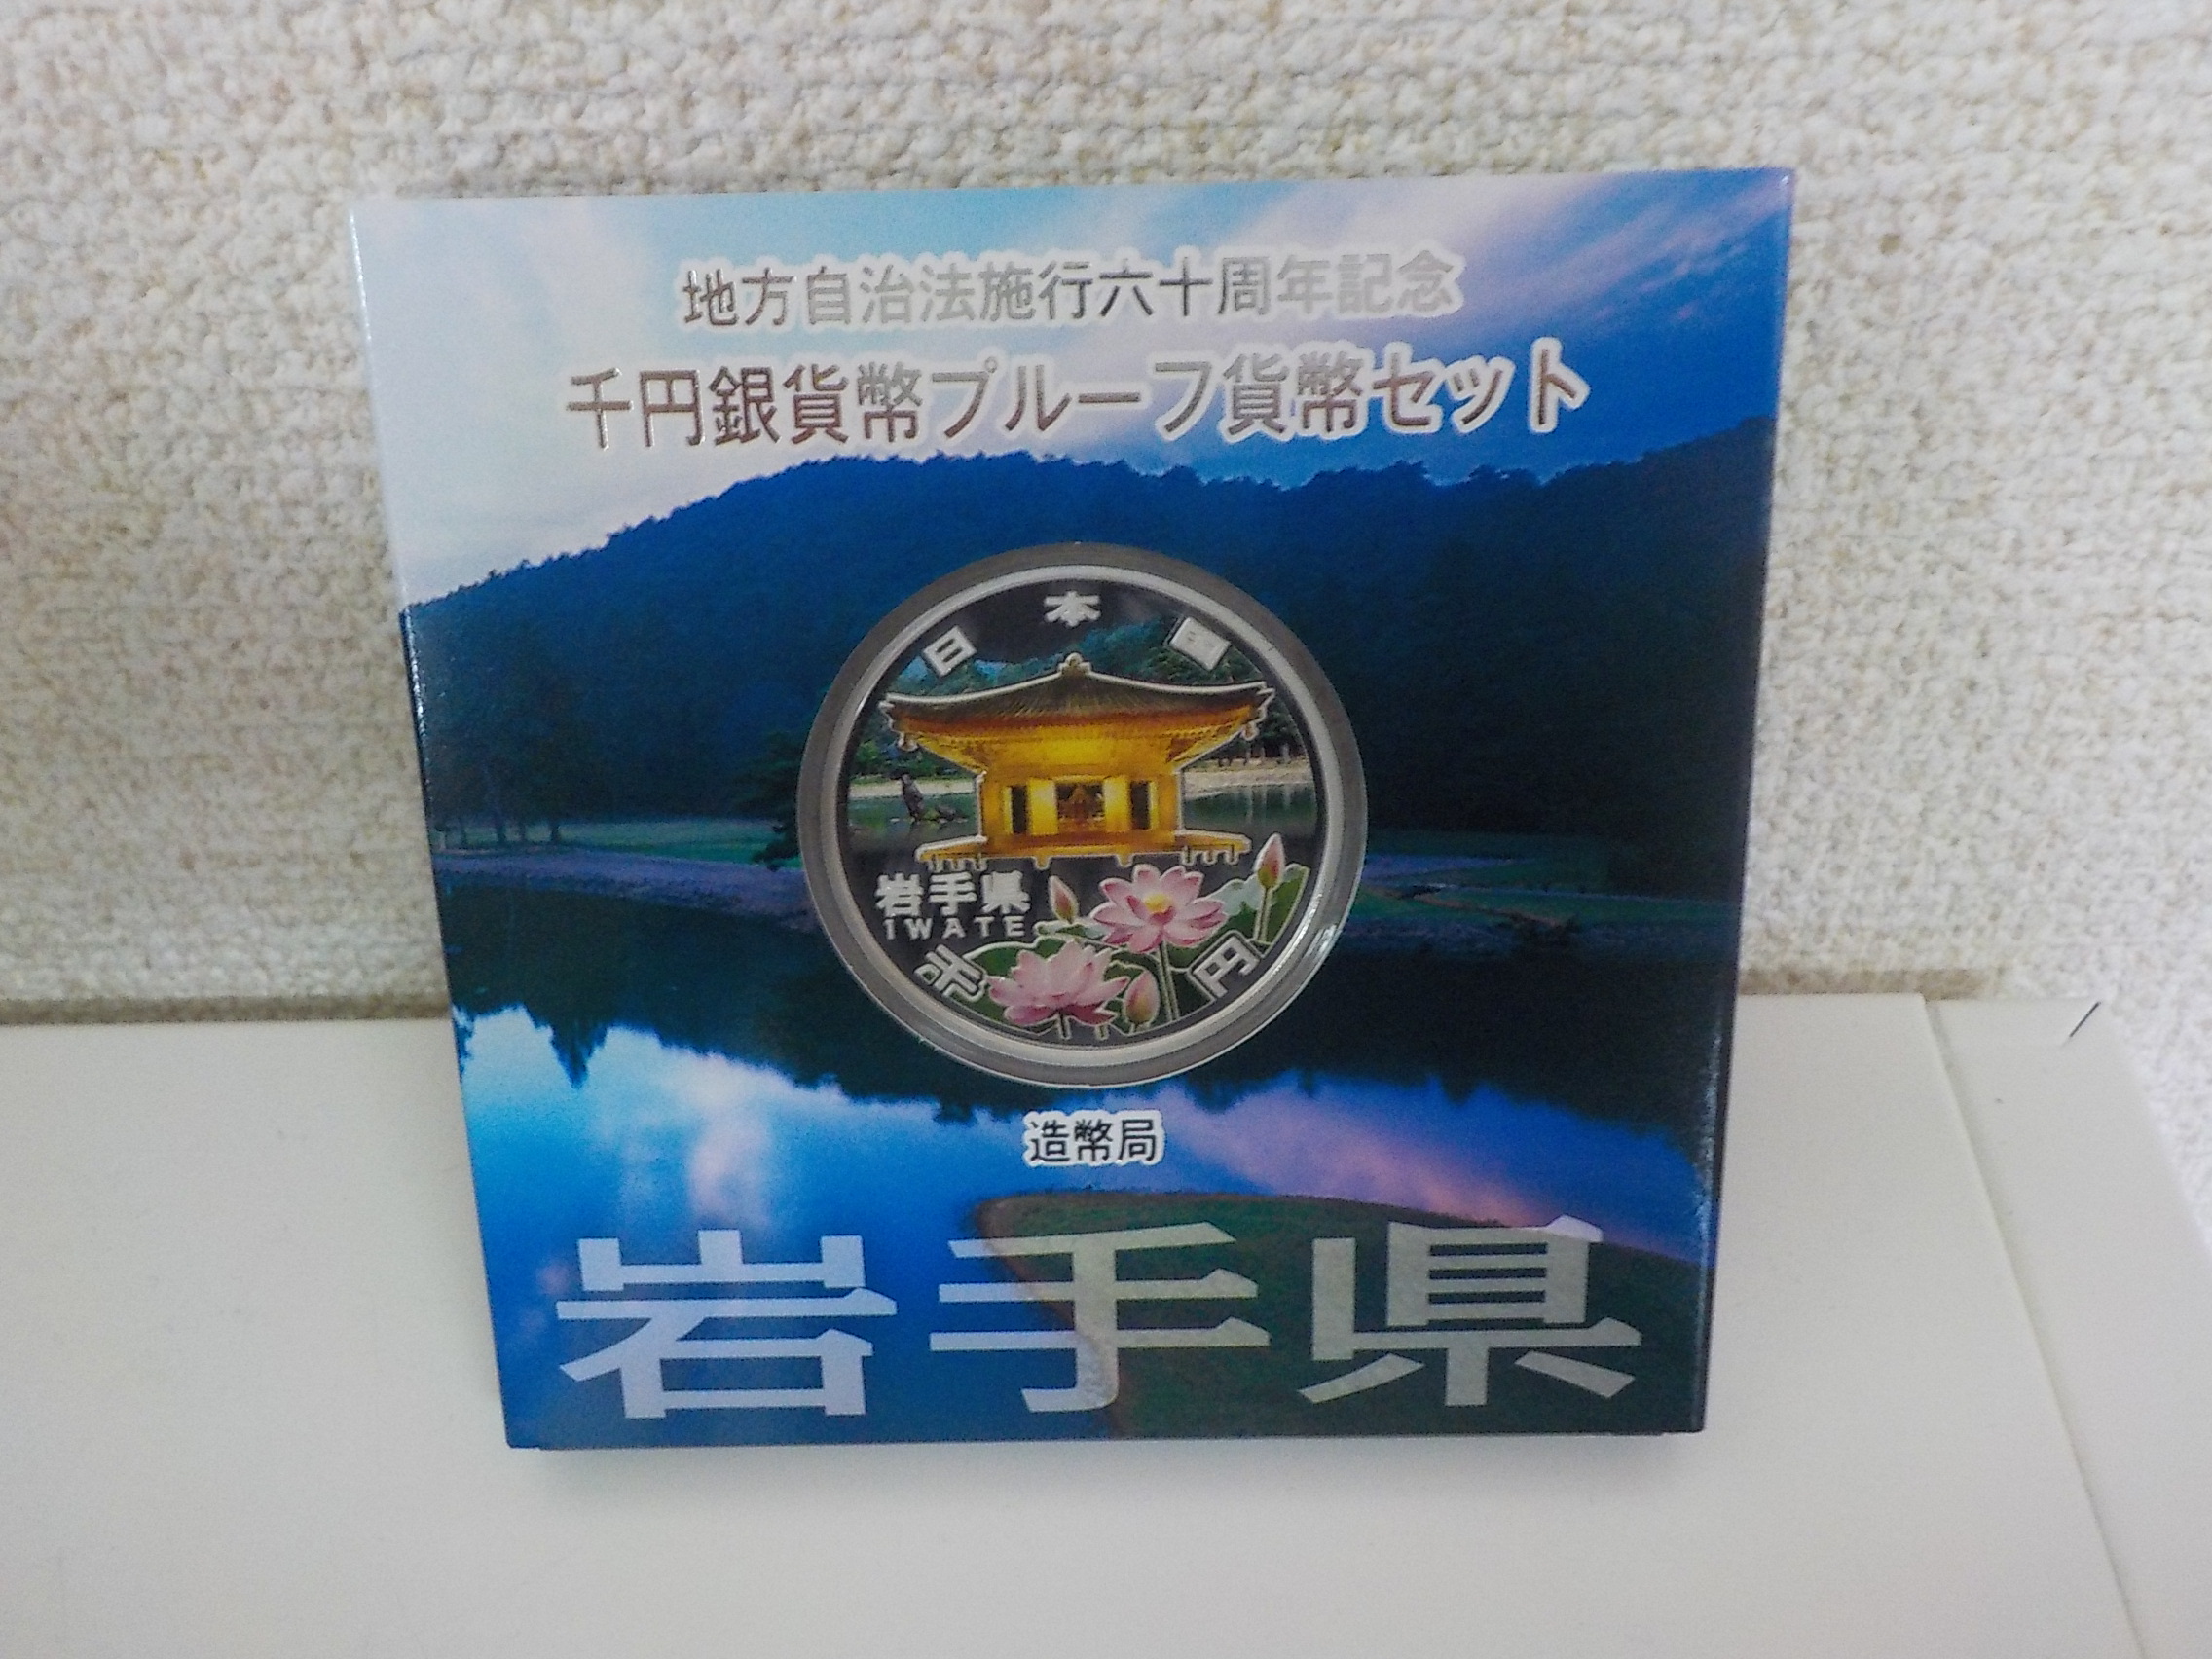 地方自治法施行六十周年記念
千円銀貨幣プルーフ貨幣セット
日本国
岩手県
IWATE
千円
造幣局
岩手県